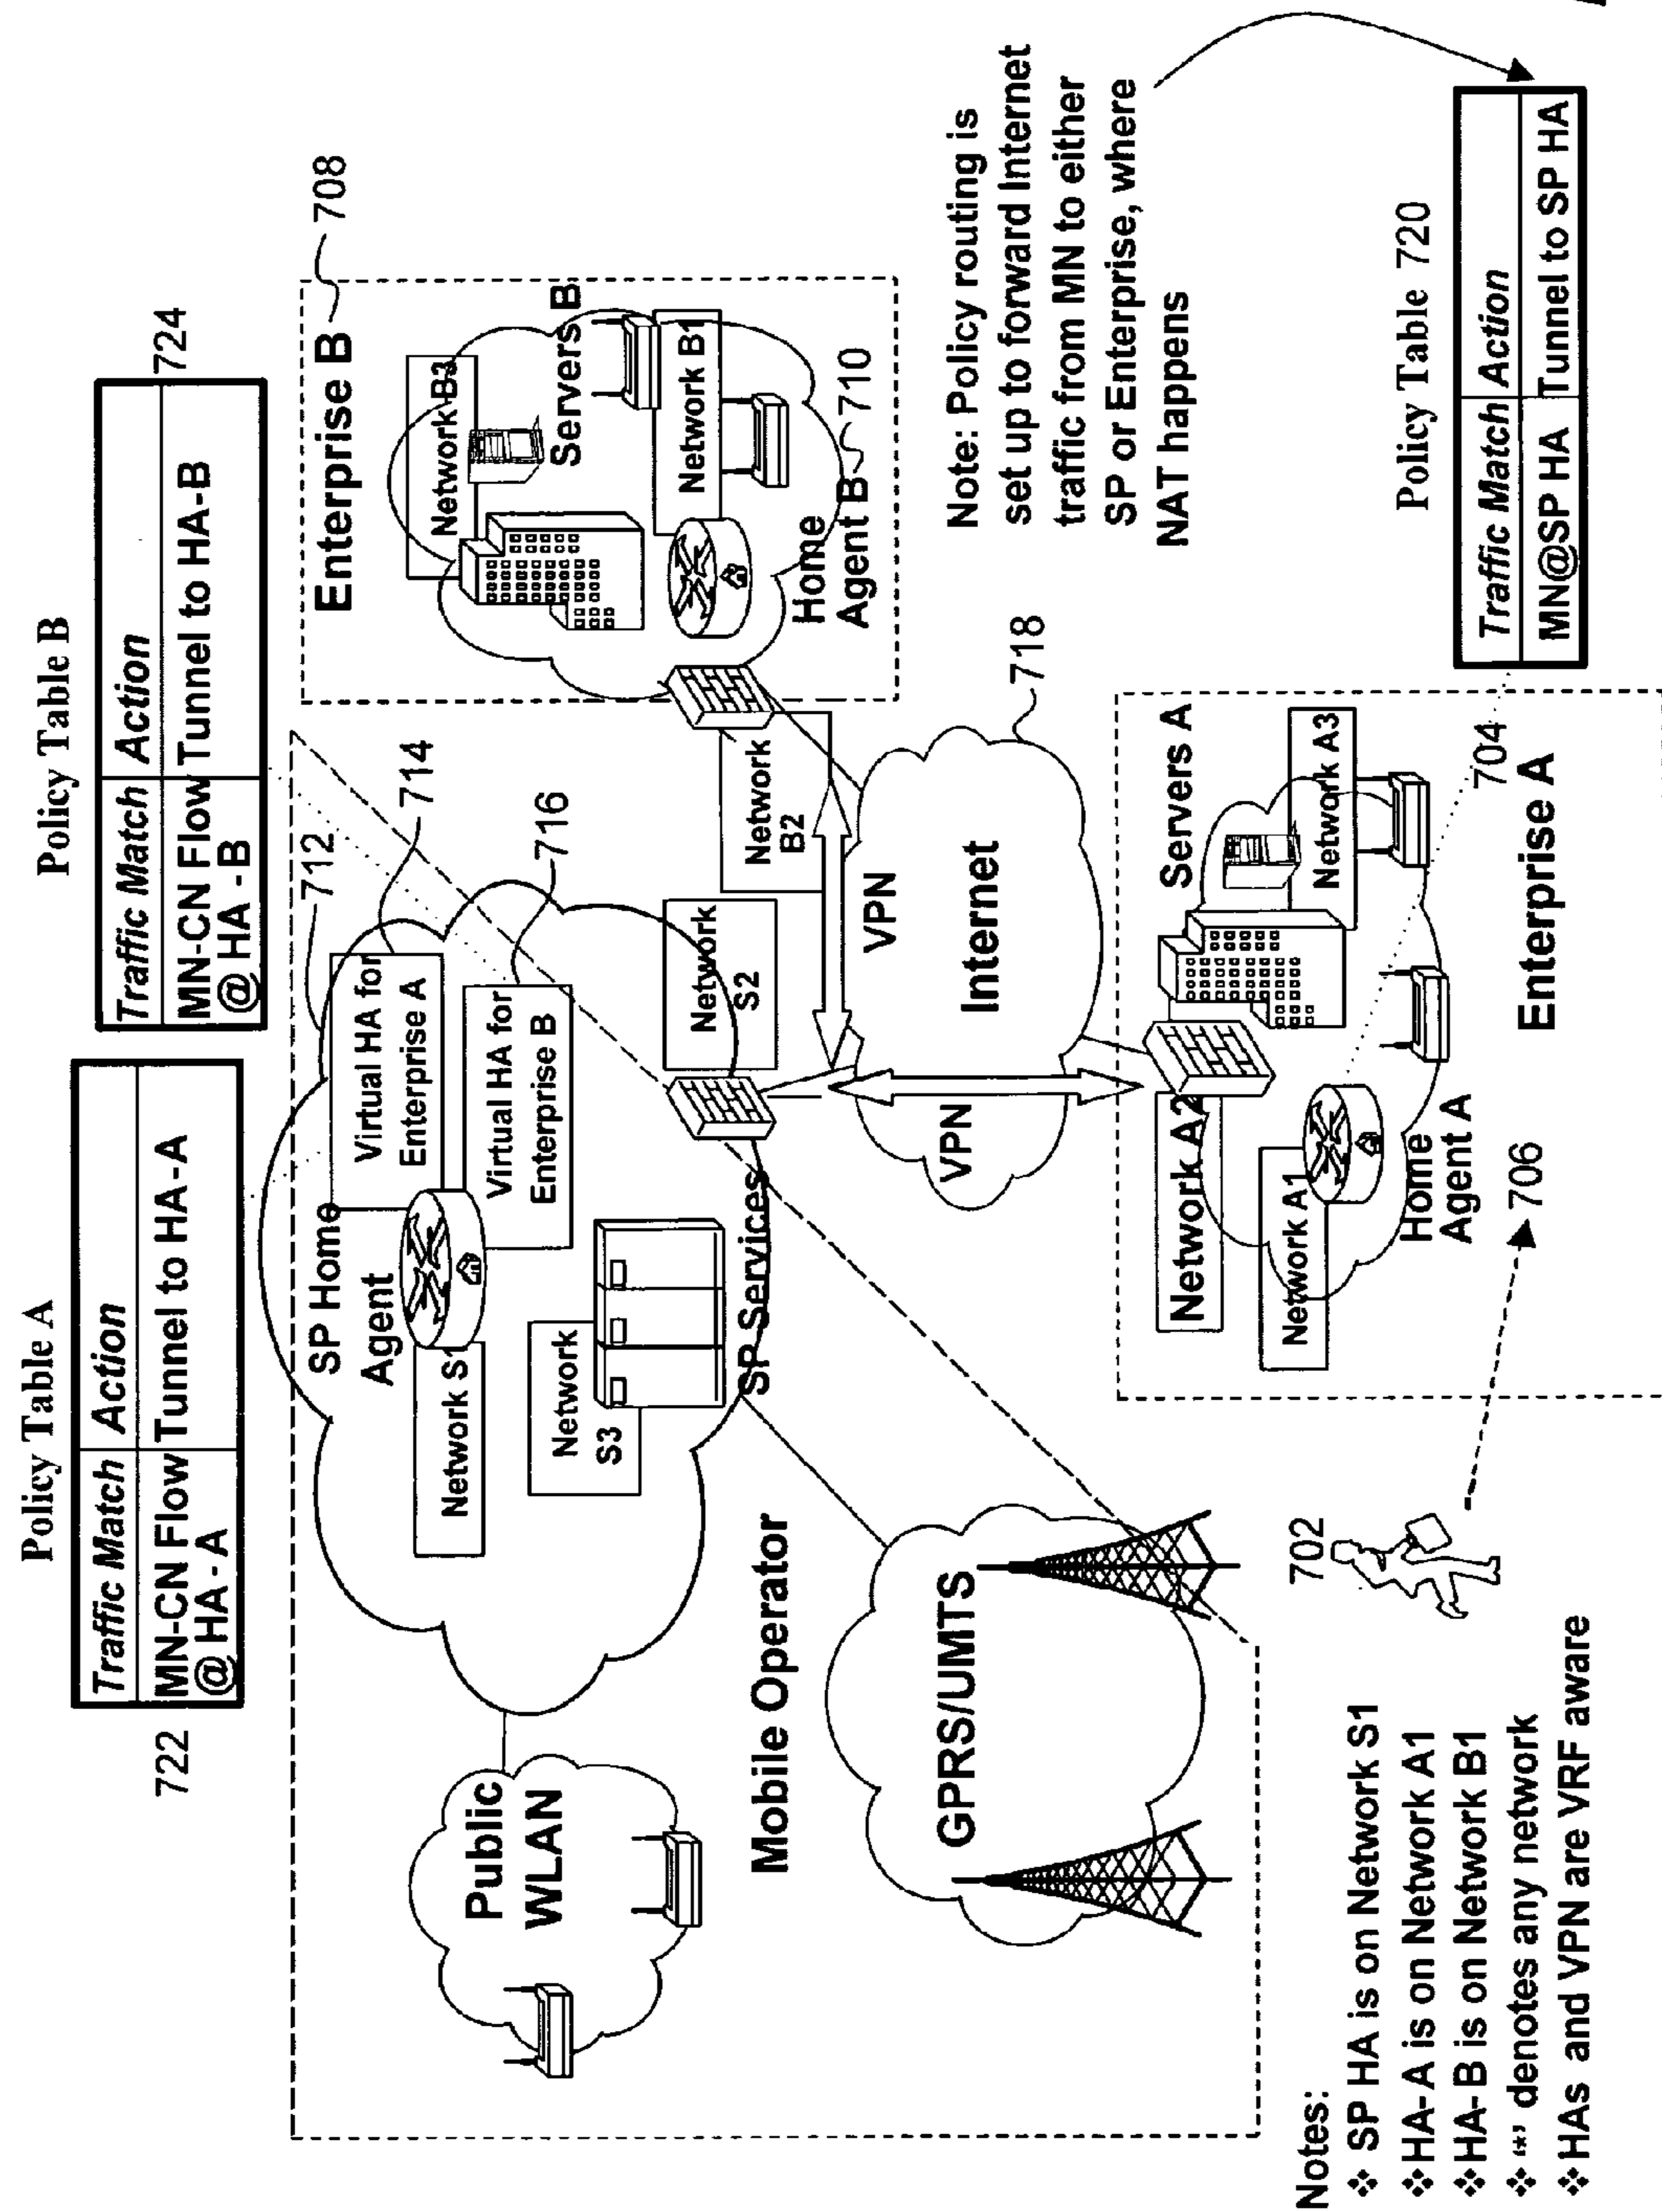 Policy Table A
Traffic Match Action
MN-CN Flow Tunnel to HA-A
@ HA - A
722
Policy Table B
Traffic Match Action
MN-CN Flow Tunnel to HA-B
@ HA -B
724
712
714
716
SP Home
Agent
Virtual HA for
Enterprise A
Virtual HA for
Enterprise B
Network S1
Network
S3
SP Services
Network
S2
Public
WLAN
Mobile Operator
GPRS/UMTS
Enterprise B
708
Network B3
Servers B
Network B1
Home
Agent B
710
Network
B2
VPN
VPN
Internet
718
Note: Policy routing is
set up to forward Internet
traffic from MN to either
SP or Enterprise, where
NAT happens
Policy Table 720
Traffic Match Action
MN@SP HA Tunnel to SP HA
Servers A
704
Network A3
Network A2
Network A1
Home
Agent A
Enterprise A
702
706
Notes:
❖ SP HA is on Network S1
❖ HA- A is on Network A1
❖ HA- B is on Network B1
❖ “*” denotes any network
❖ HAs and VPN are VRF aware